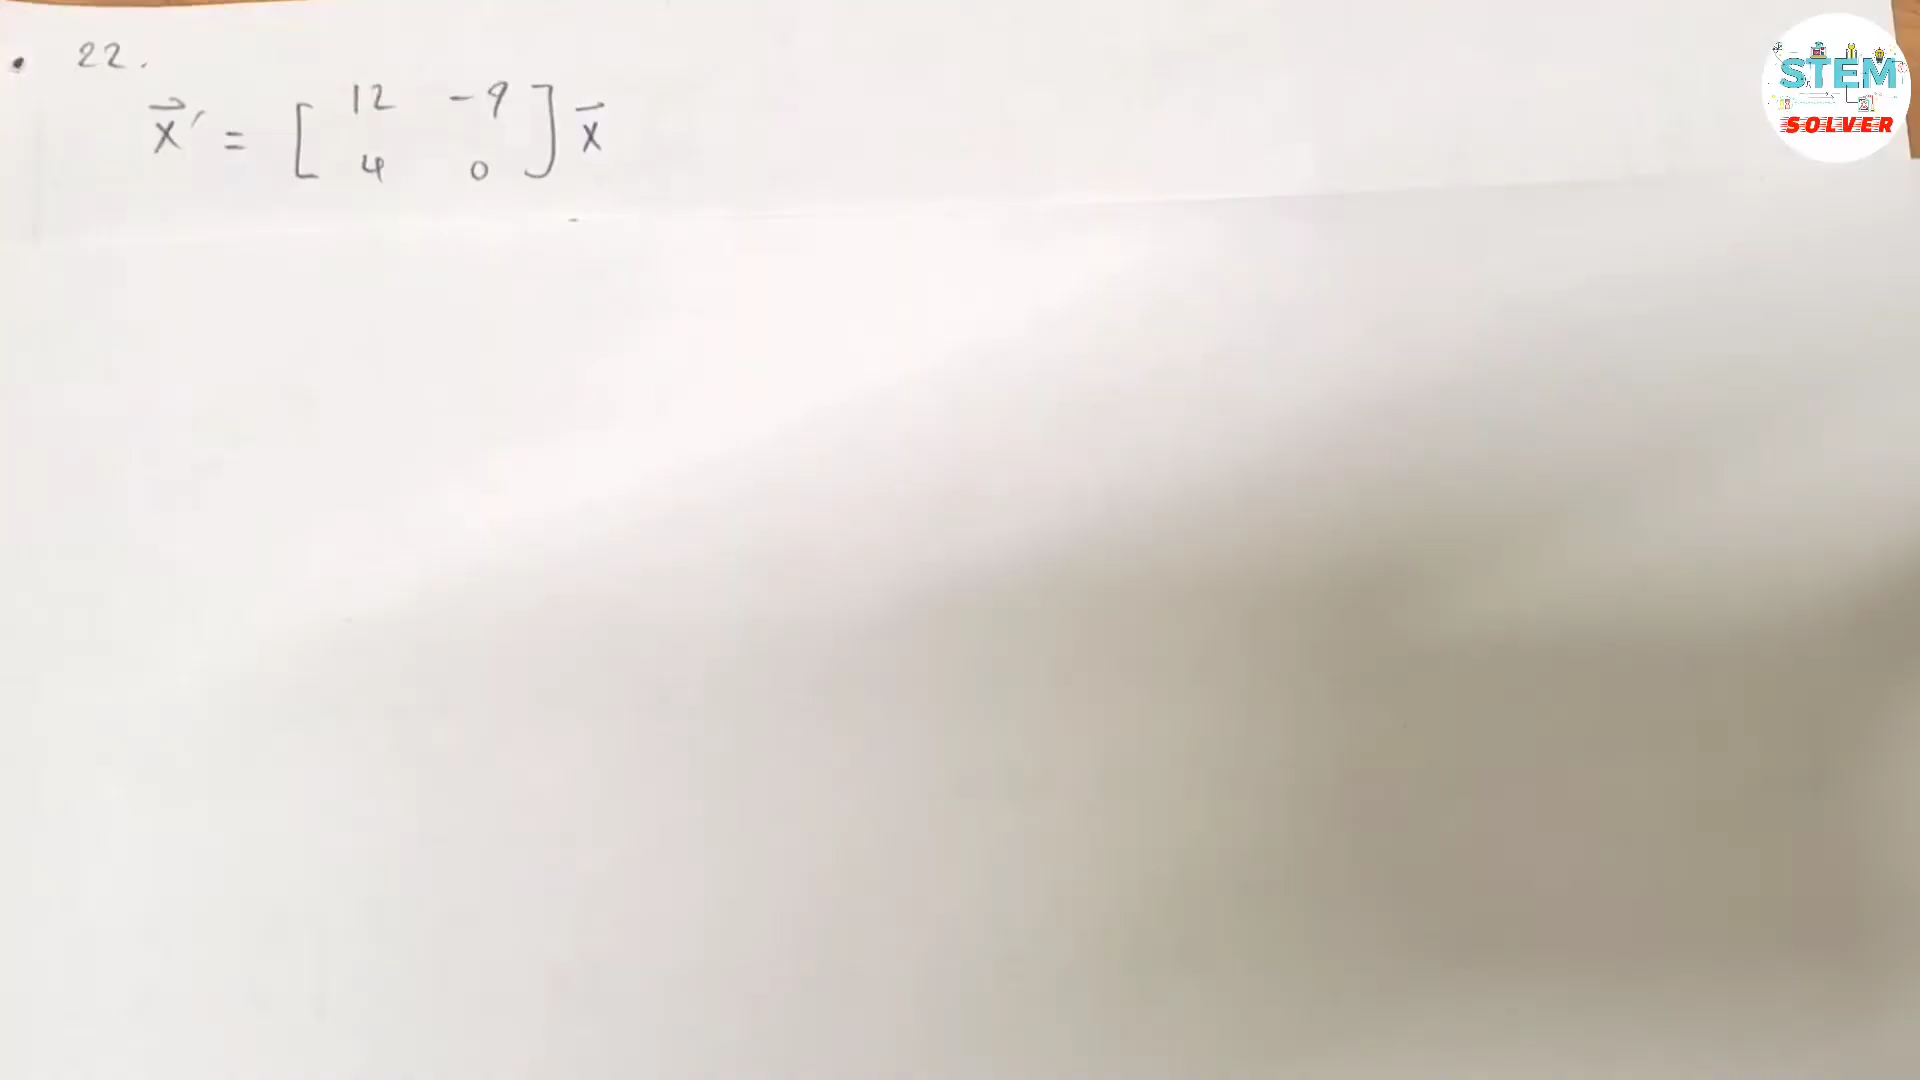 22.
x⃗′ = [ 12 -9 ] x⃗
4 0
STEM
SOLVER